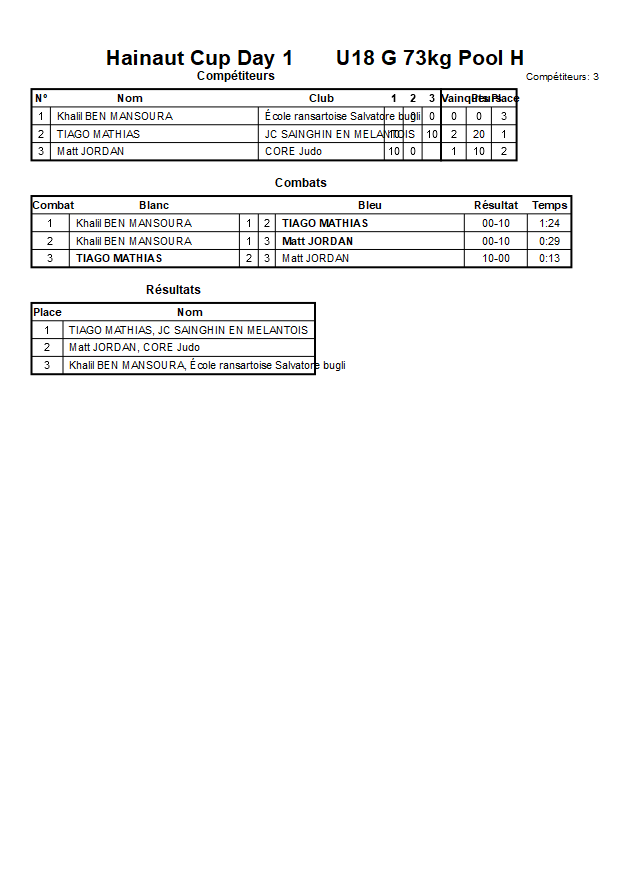 Hainaut Cup Day 1 U18 G 73kg Pool H
Compétiteurs
Compétiteurs: 3
Nº Nom Club 1 2 3 Vainqueurs Pts Place
1 Khalil BEN MANSOURA École ransartoise Salvatore bugli 0 0 0 0 3
2 TIAGO MATHIAS JC SAINGHIN EN MELANTOIS 10 10 2 20 1
3 Matt JORDAN CORE Judo 10 0 1 10 2
Combats
Combat Blanc Bleu Résultat Temps
1 Khalil BEN MANSOURA 1 2 TIAGO MATHIAS 00-10 1:24
2 Khalil BEN MANSOURA 1 3 Matt JORDAN 00-10 0:29
3 TIAGO MATHIAS 2 3 Matt JORDAN 10-00 0:13
Résultats
Place Nom
1 TIAGO MATHIAS, JC SAINGHIN EN MELANTOIS
2 Matt JORDAN, CORE Judo
3 Khalil BEN MANSOURA, École ransartoise Salvatore bugli